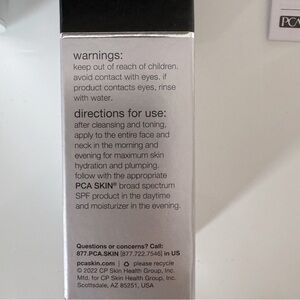 warnings:
keep out of reach of children.
avoid contact with eyes. if
product contacts eyes, rinse
with water.
directions for use:
after cleansing and toning,
apply to the entire face and
neck in the morning and
evening for maximum skin
hydration and plumping.
follow with the appropriate
PCA SKIN® broad spectrum
SPF product in the daytime
and moisturizer in the evening.
Questions or concerns? Call:
877.PCA.SKIN [877.722.7546] in US
pcaskin.com | please recycle
© 2022 CP Skin Health Group, Inc.
Mfd. for CP Skin Health Group, Inc.
Scottsdale, AZ 85251, USA
PCA